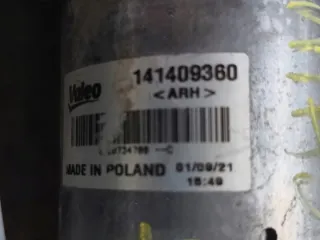 Valeo
141409360
<ARH>
MADE IN POLAND
01/09/21
15:49